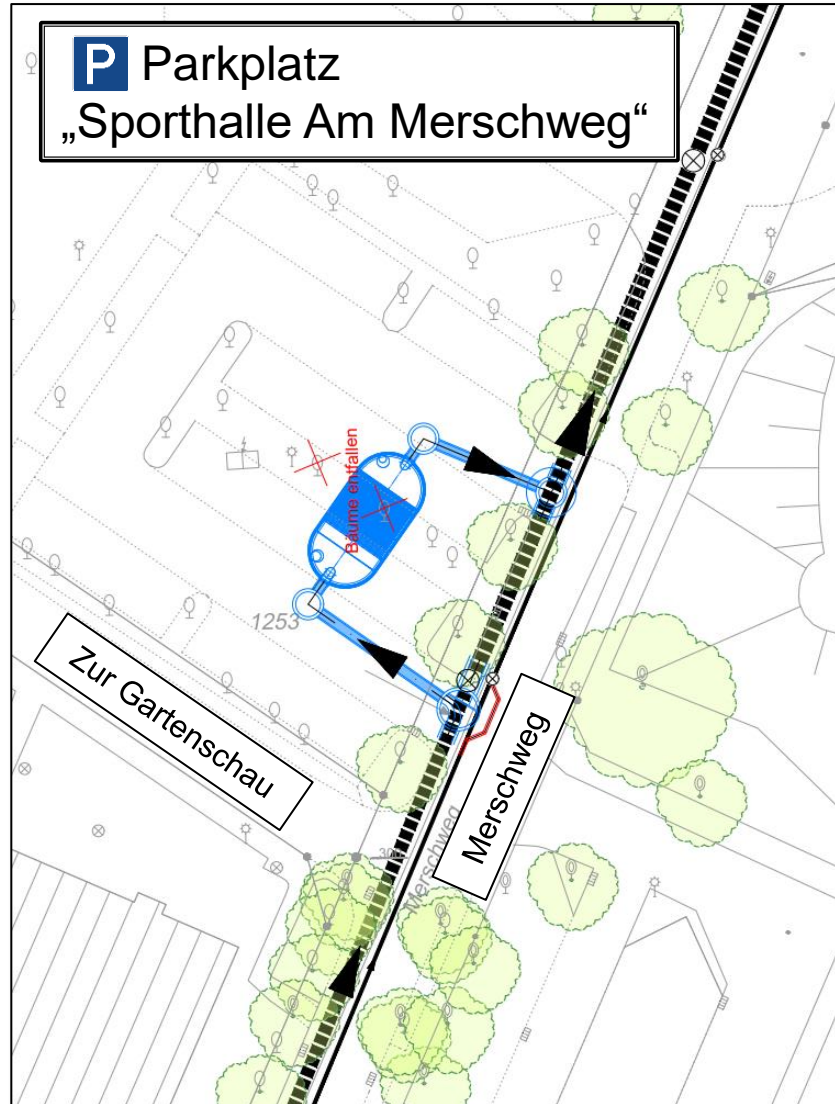 P Parkplatz
„Sporthalle Am Merschweg“
Bäume entfallen
1253
Zur Gartenschau
Merschweg
Merschweg